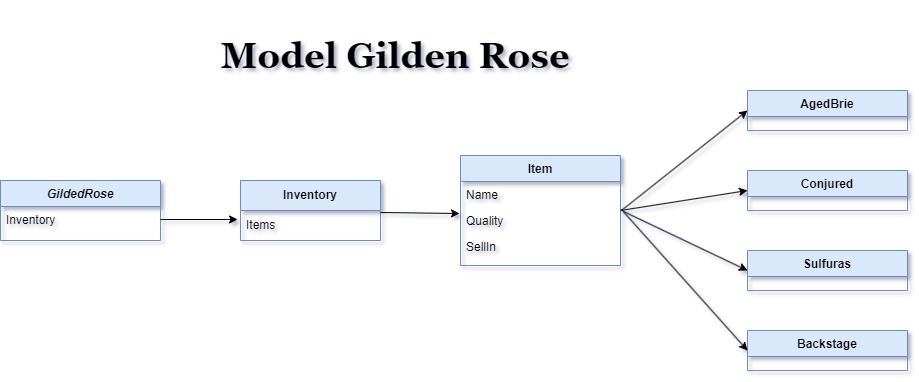 Model Gilden Rose
GildedRose
Inventory
Inventory
Items
Item
Name
Quality
SellIn
AgedBrie
Conjured
Sulfuras
Backstage